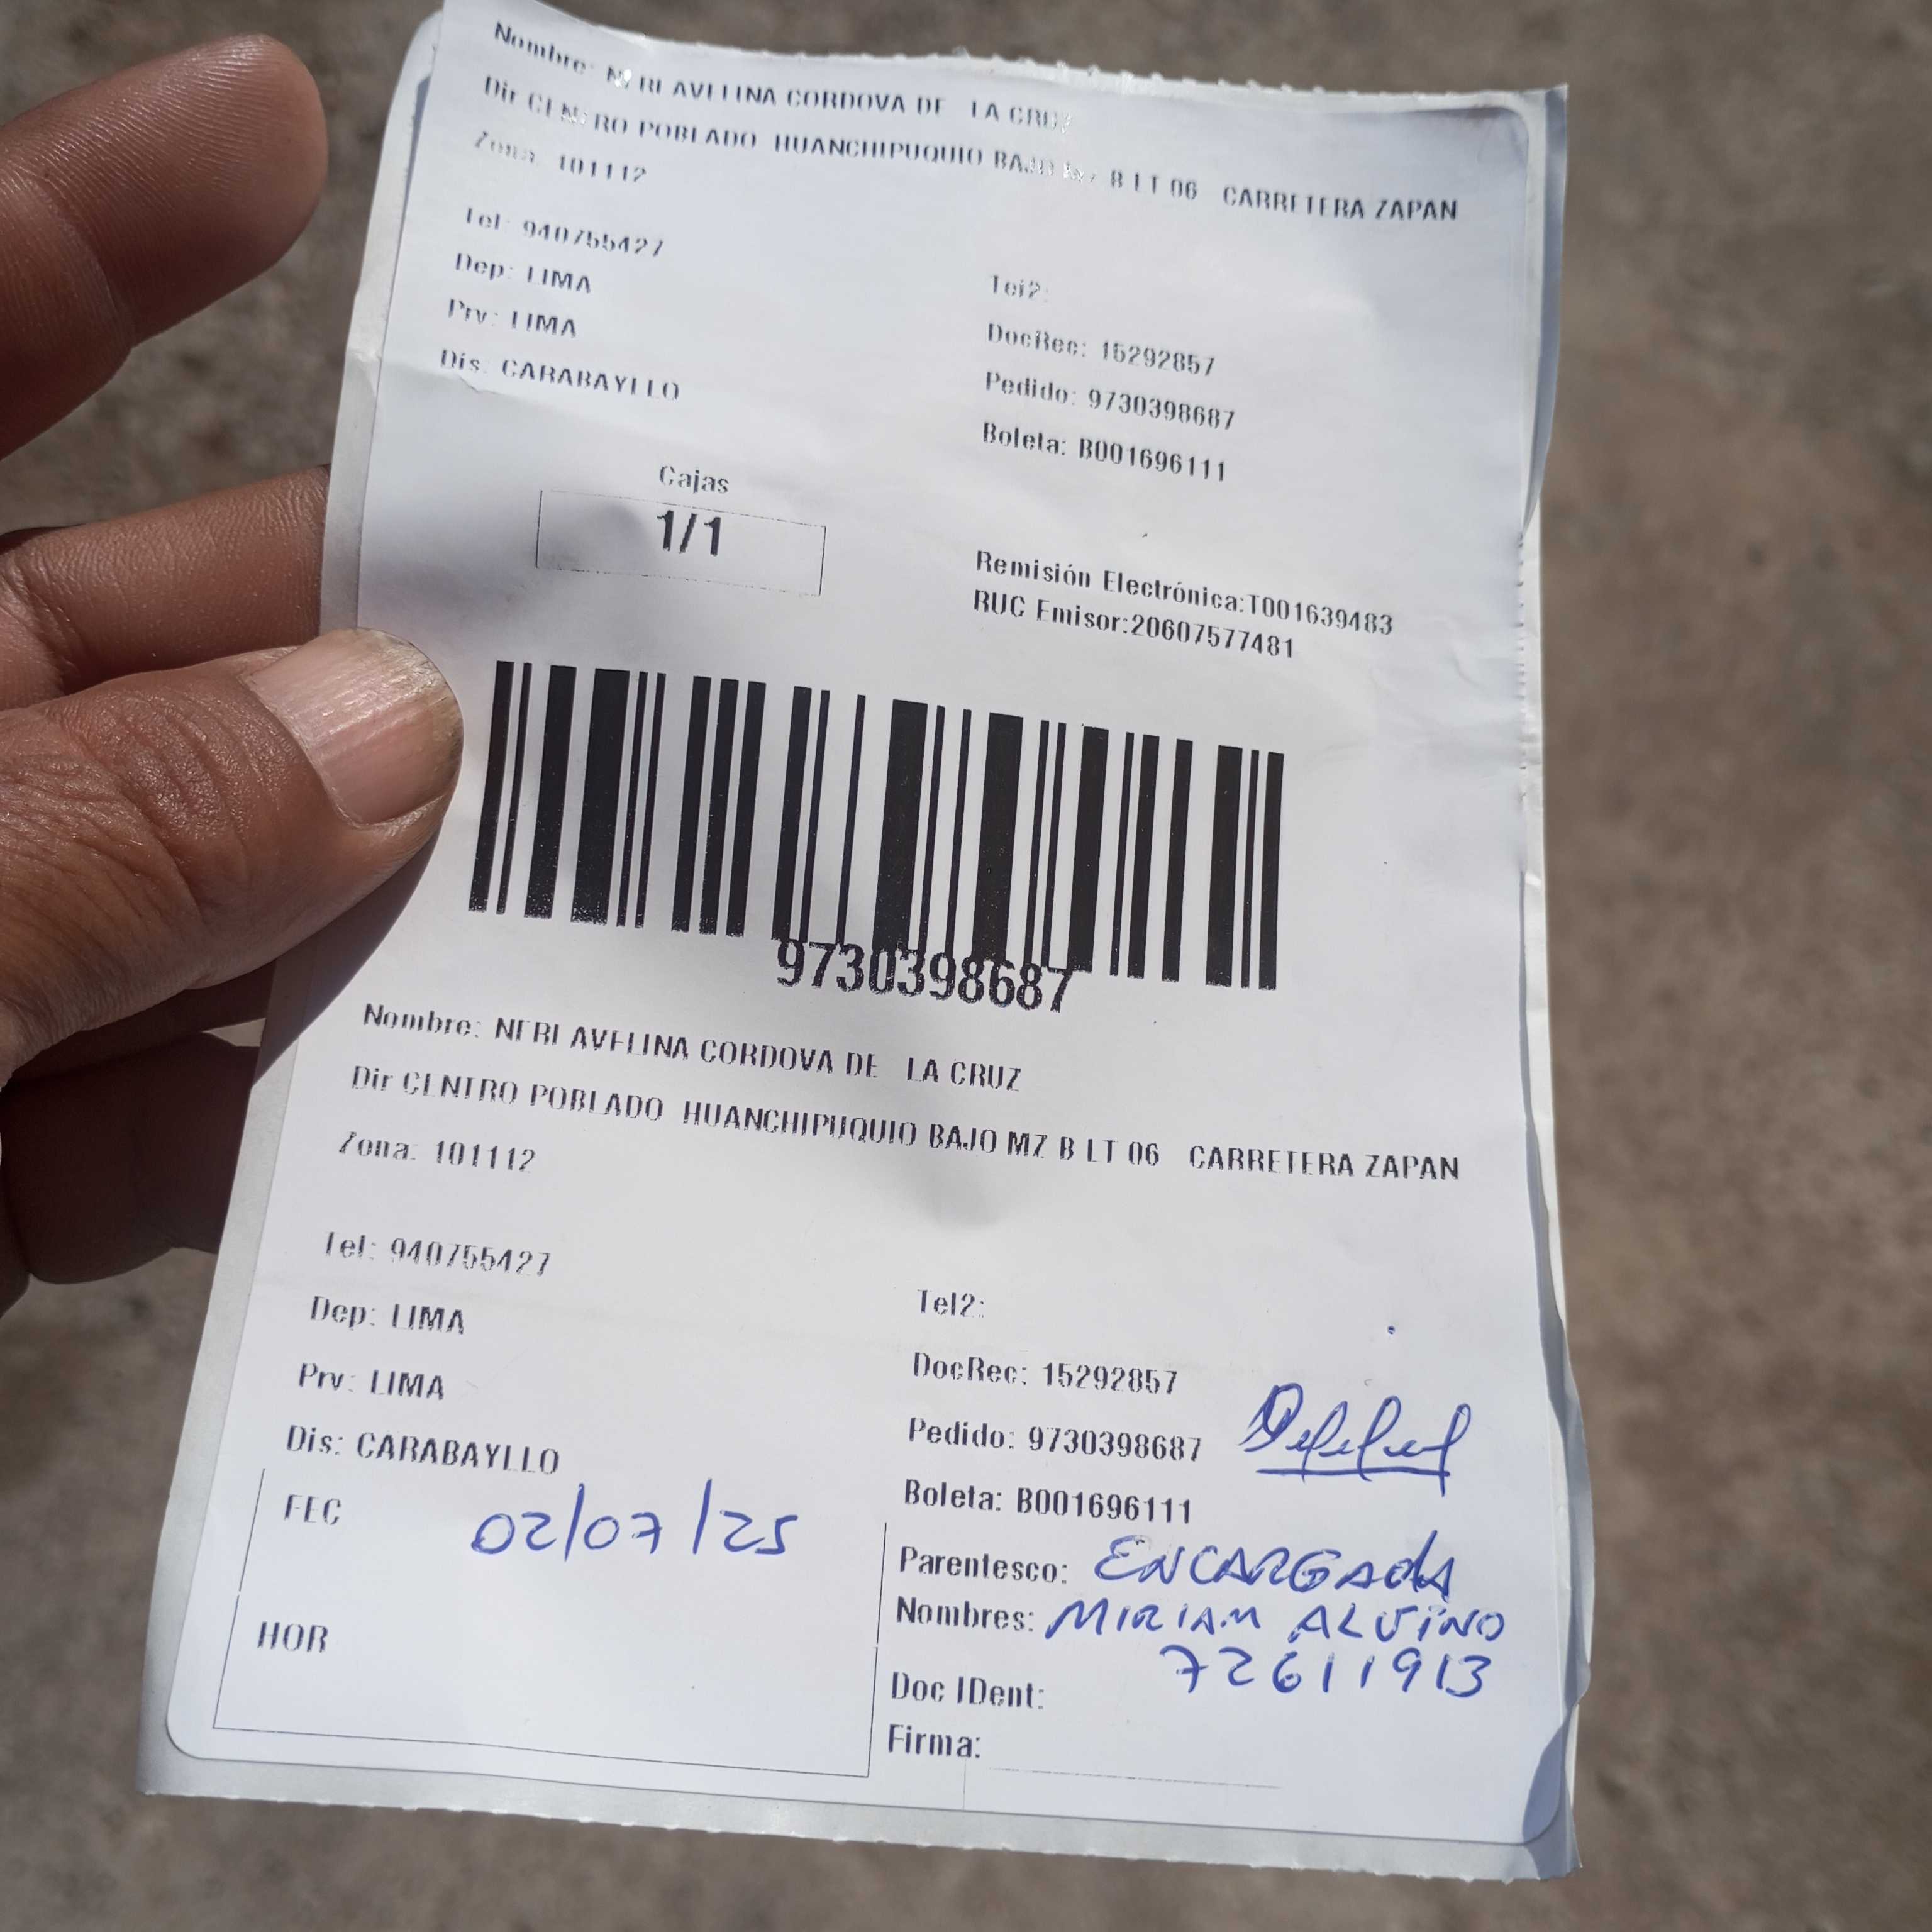 Nombre: NERI AVELINA CORDOVA DE LA CRUZ
Dir CENTRO POBLADO HUANCHIPUQUIO BAJO MZ B LT 06 CARRETERA ZAPAN
Zona: 101112
Tel: 940755427
Tel2:
Dep: LIMA
DocRec: 15292857
Prv: LIMA
Pedido: 9730398687
Dis: CARABAYLLO
Boleta: B001696111
Cajas
1/1
Remisión Electrónica:T001639483
RUC Emisor:20607577481
9730398687
Nombre: NERI AVELINA CORDOVA DE LA CRUZ
Dir CENTRO POBLADO HUANCHIPUQUIO BAJO MZ B LT 06 CARRETERA ZAPAN
Zona: 101112
Tel: 940755427
Tel2:
Dep: LIMA
DocRec: 15292857
Prv: LIMA
Pedido: 9730398687
Dis: CARABAYLLO
Boleta: B001696111
FEC 02/07/25
Parentesco: ENCARGADA
Nombres: MIRIAM ALVINO
72611913
HOR
Doc IDent:
Firma: